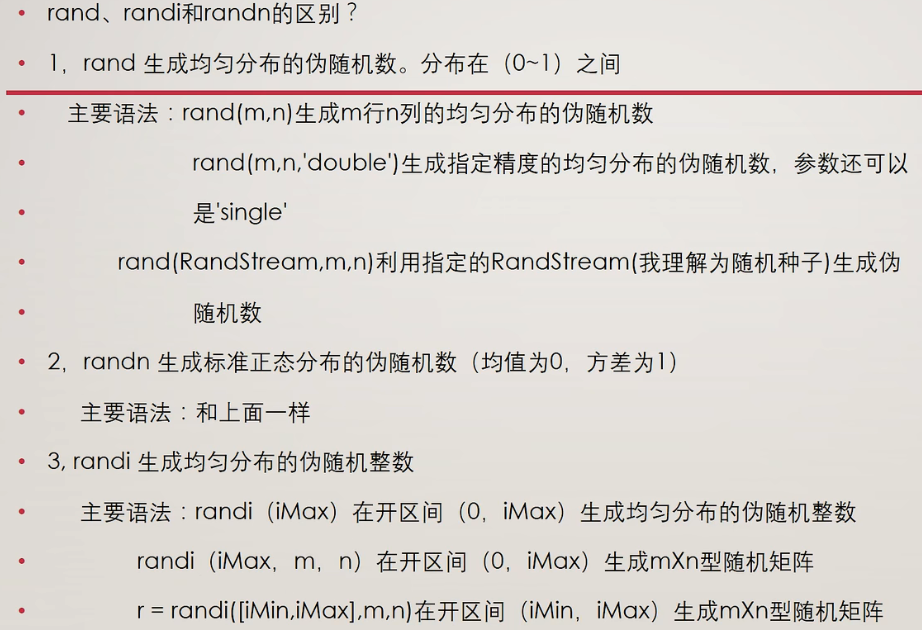 • rand、randi和randn的区别？
• 1，rand 生成均匀分布的伪随机数。分布在（0~1）之间
• 主要语法：rand(m,n)生成m行n列的均匀分布的伪随机数
• rand(m,n,'double')生成指定精度的均匀分布的伪随机数，参数还可以
• 是'single'
• rand(RandStream,m,n)利用指定的RandStream(我理解为随机种子)生成伪
• 随机数
• 2，randn 生成标准正态分布的伪随机数（均值为0，方差为1）
• 主要语法：和上面一样
• 3, randi 生成均匀分布的伪随机整数
• 主要语法：randi（iMax）在开区间（0，iMax）生成均匀分布的伪随机整数
• randi（iMax，m，n）在开区间（0，iMax）生成mXn型随机矩阵
• r = randi([iMin,iMax],m,n)在开区间（iMin，iMax）生成mXn型随机矩阵